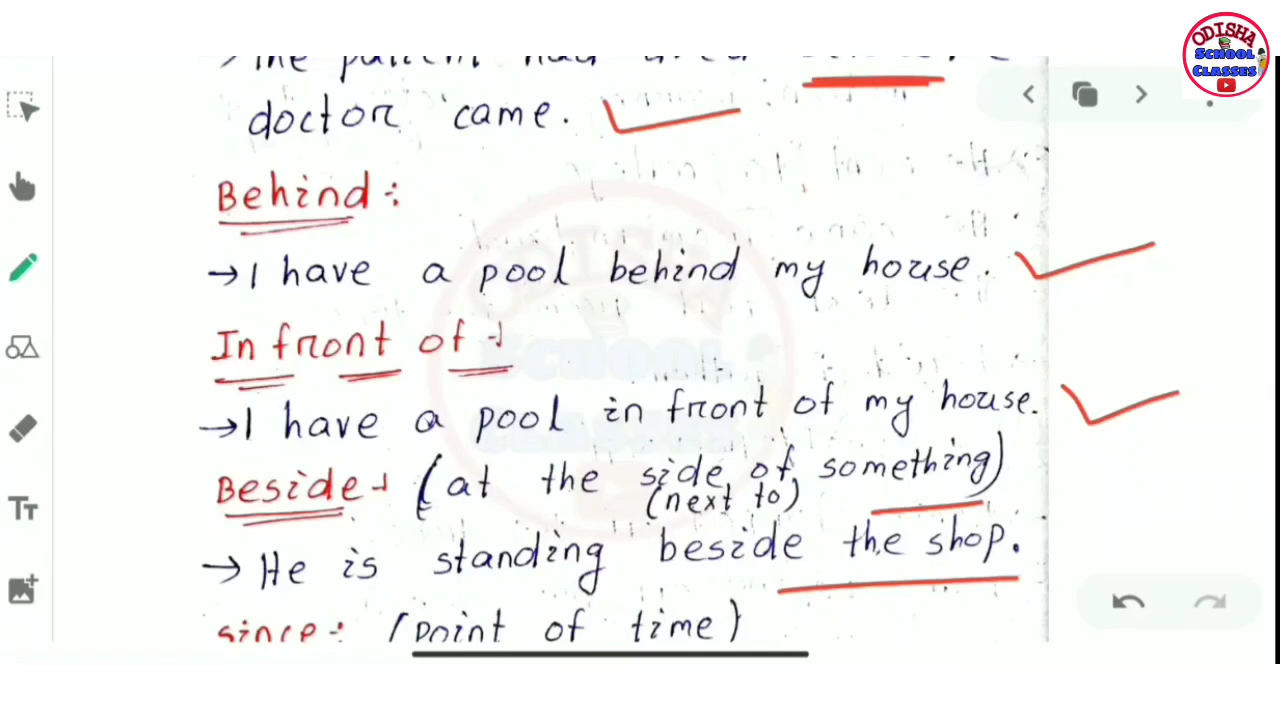 ODISHA
SCHOOL
CLASSES
doctor came.
Behind :
→ I have a pool behind my house.
In front of :
→ I have a pool in front of my house.
Beside : (at the side of something)
(next to)
→ He is standing beside the shop.
since : (point of time)
TT